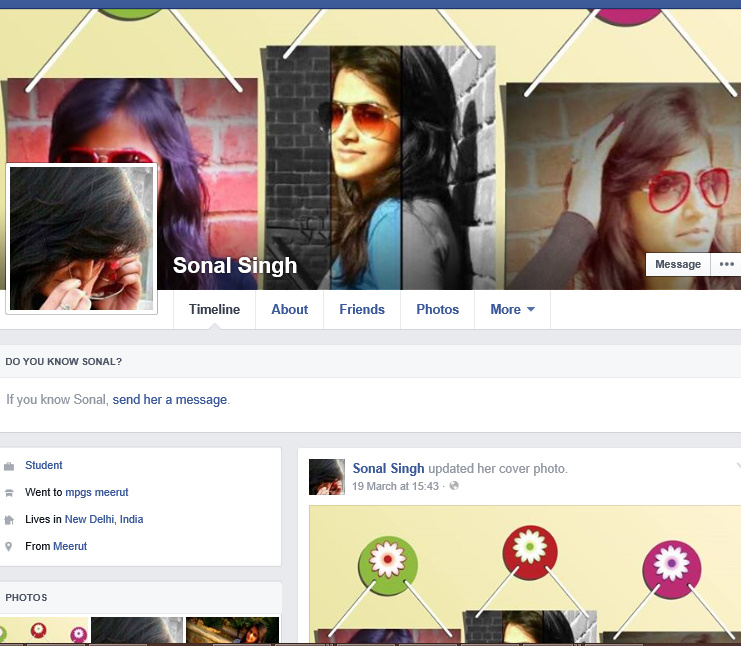 Sonal Singh
Message
Timeline About Friends Photos More
DO YOU KNOW SONAL?
If you know Sonal, send her a message.
Student
Went to mpgs meerut
Lives in New Delhi, India
From Meerut
PHOTOS
Sonal Singh updated her cover photo.
19 March at 15:43 ·